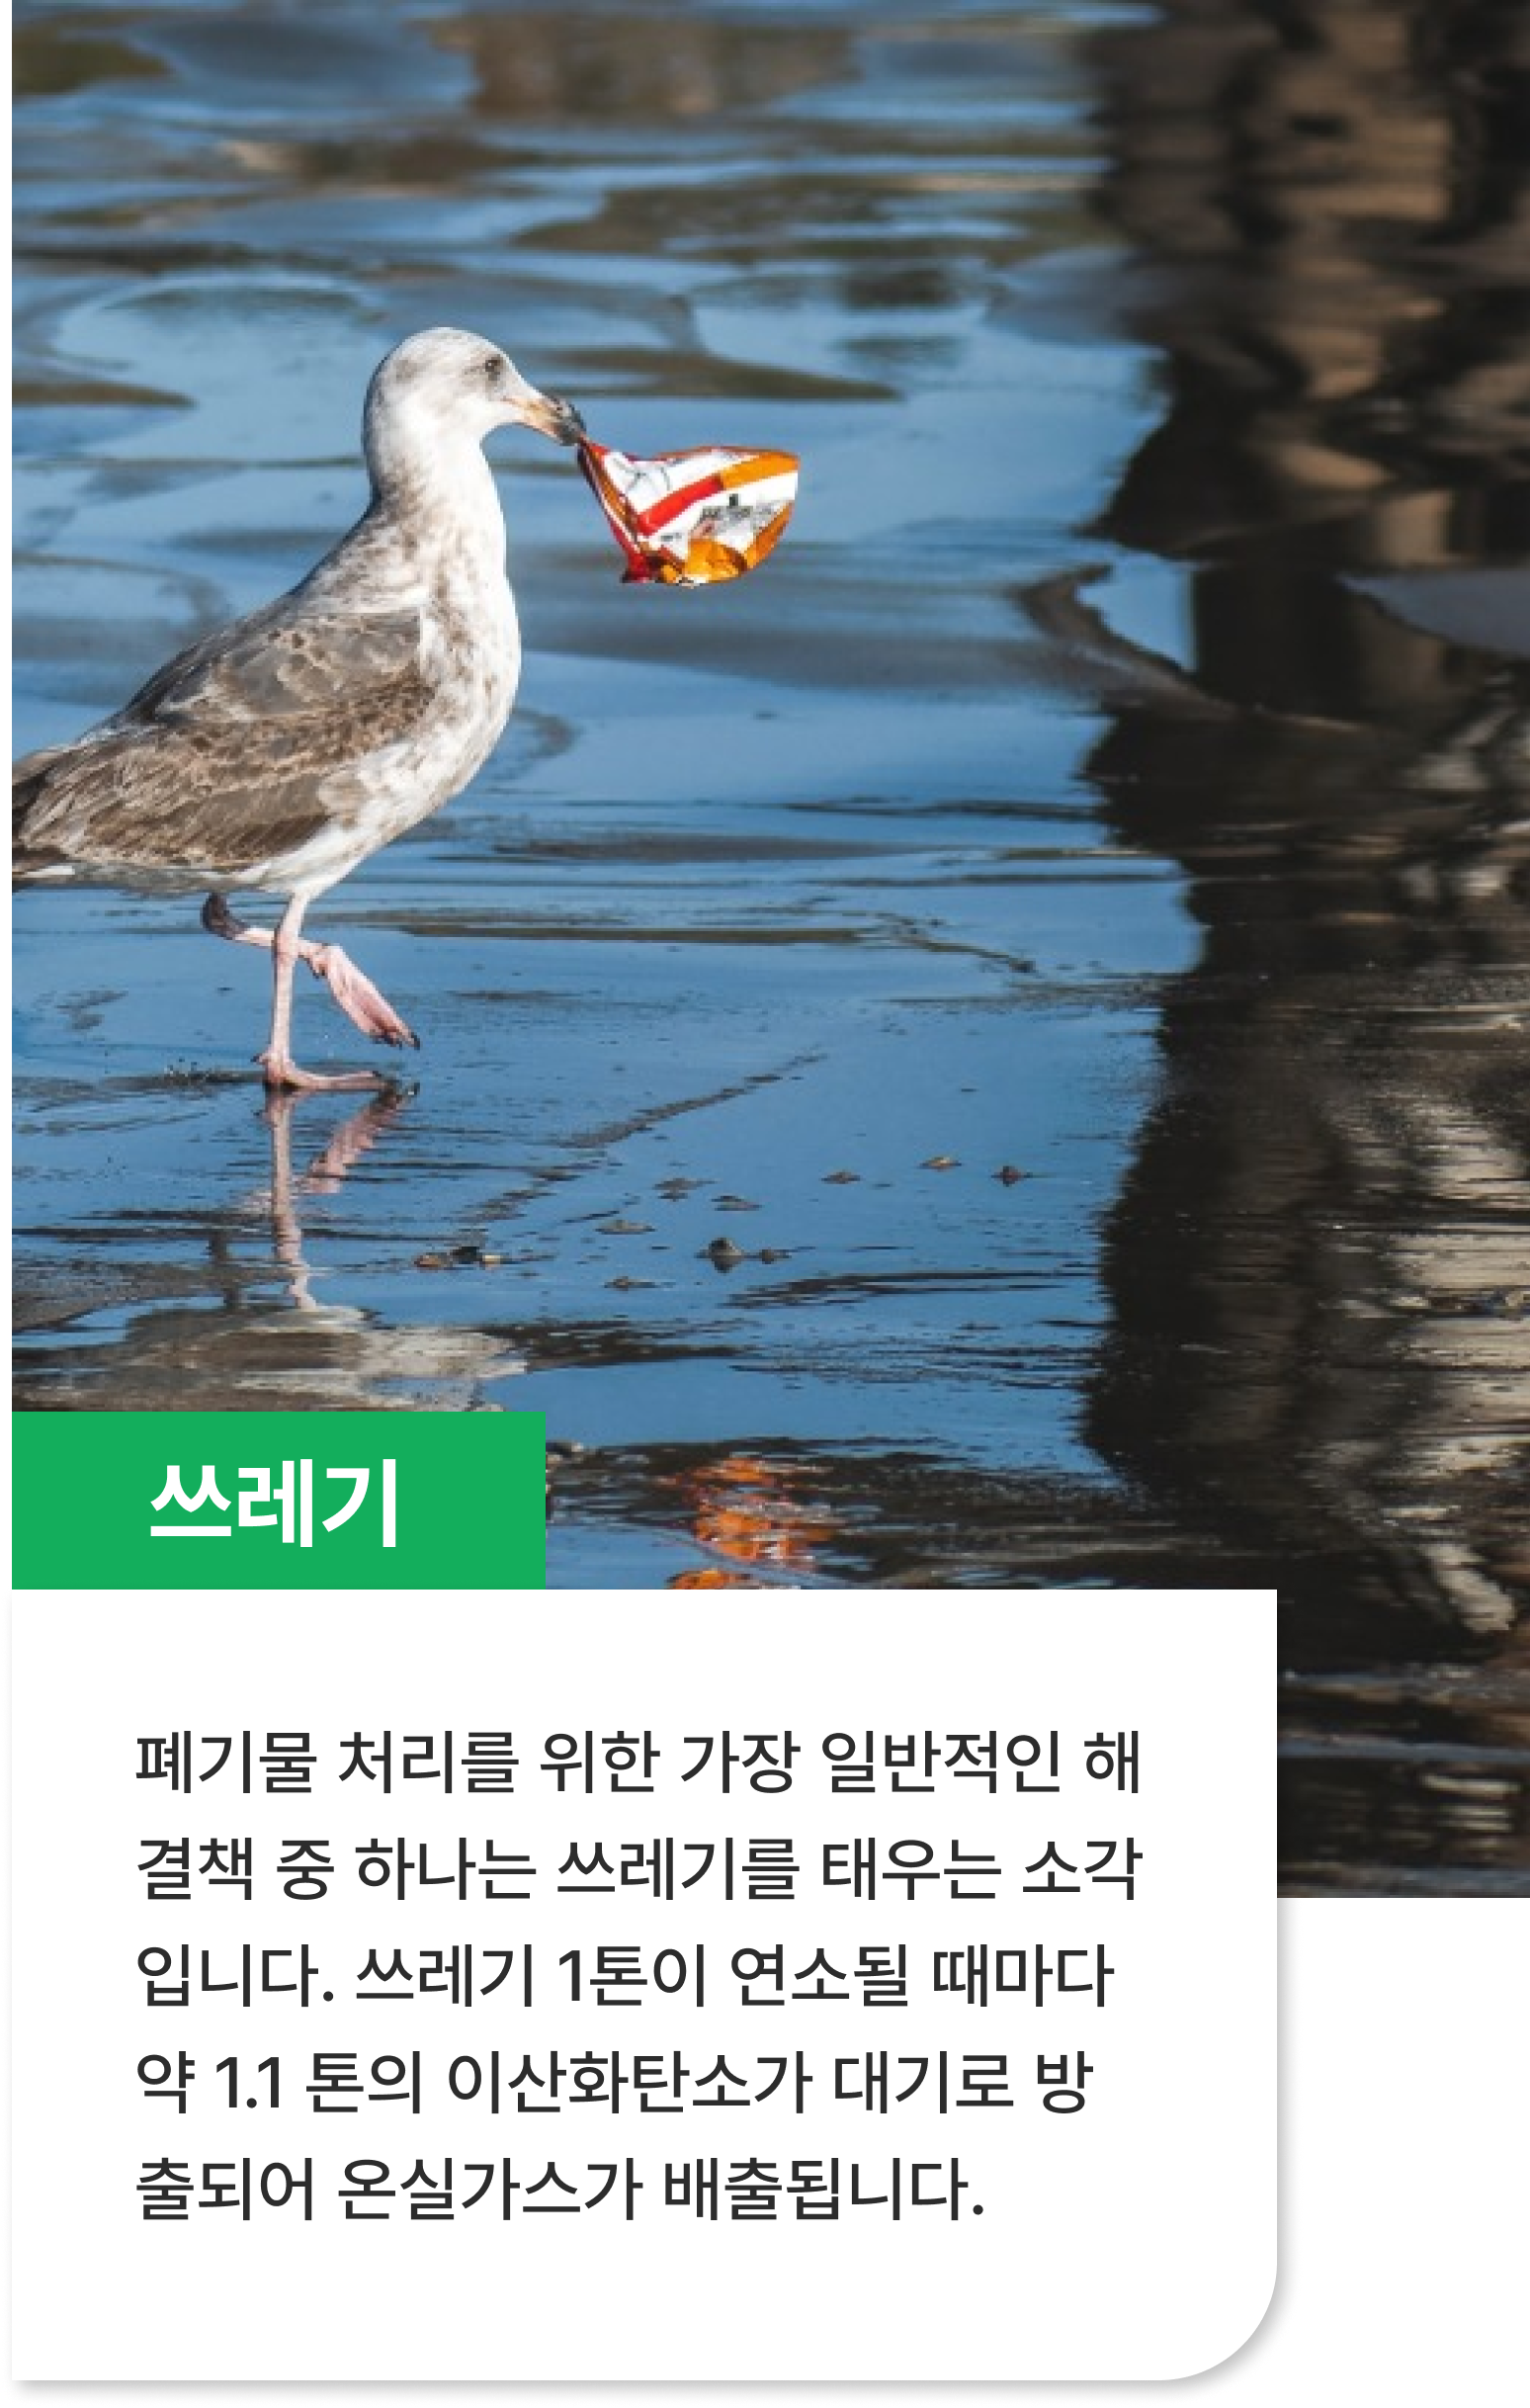 쓰레기
폐기물 처리를 위한 가장 일반적인 해
결책 중 하나는 쓰레기를 태우는 소각
입니다. 쓰레기 1톤이 연소될 때마다
약 1.1 톤의 이산화탄소가 대기로 방
출되어 온실가스가 배출됩니다.